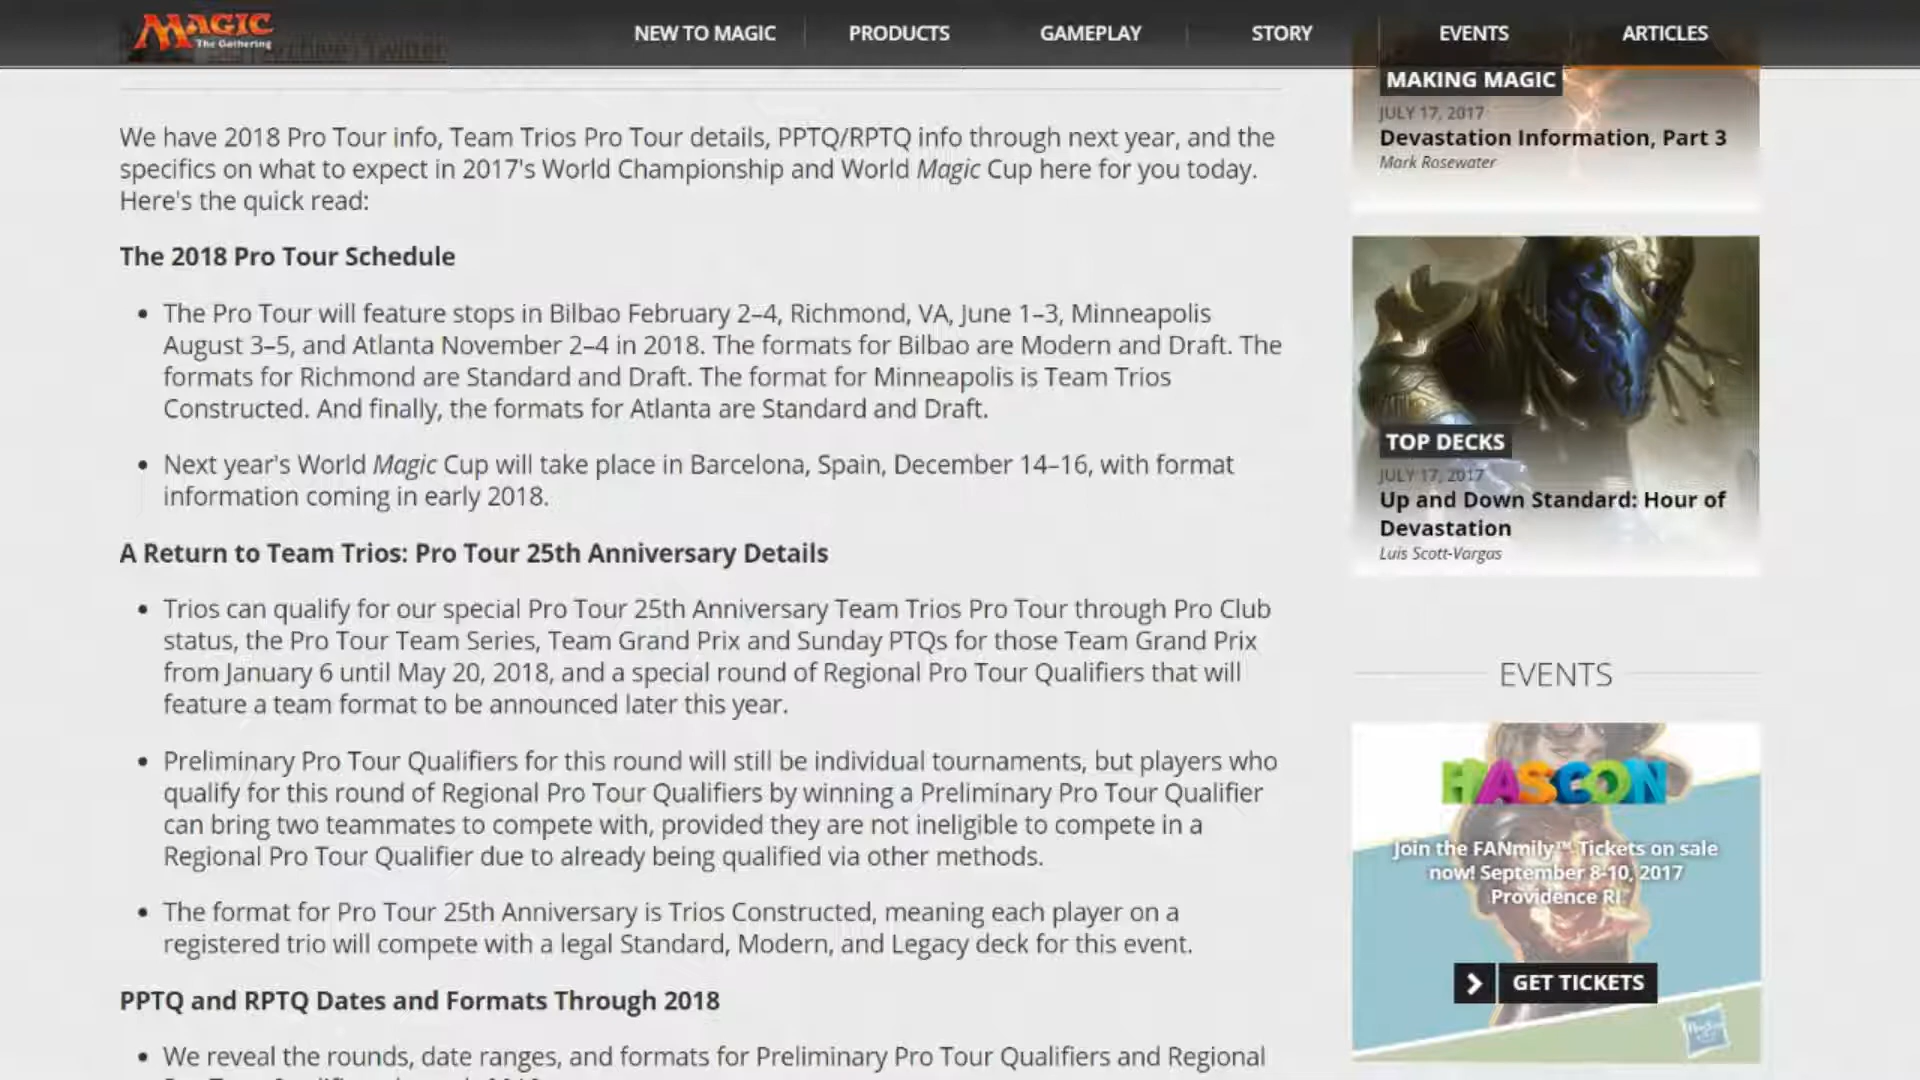 MAGIC
The Gathering
NEW TO MAGIC
PRODUCTS
GAMEPLAY
STORY
EVENTS
ARTICLES
We have 2018 Pro Tour info, Team Trios Pro Tour details, PPTQ/RPTQ info through next year, and the
specifics on what to expect in 2017's World Championship and World Magic Cup here for you today.
Here's the quick read:
The 2018 Pro Tour Schedule
• The Pro Tour will feature stops in Bilbao February 2–4, Richmond, VA, June 1–3, Minneapolis
August 3–5, and Atlanta November 2–4 in 2018. The formats for Bilbao are Modern and Draft. The
formats for Richmond are Standard and Draft. The format for Minneapolis is Team Trios
Constructed. And finally, the formats for Atlanta are Standard and Draft.
• Next year's World Magic Cup will take place in Barcelona, Spain, December 14–16, with format
information coming in early 2018.
A Return to Team Trios: Pro Tour 25th Anniversary Details
• Trios can qualify for our special Pro Tour 25th Anniversary Team Trios Pro Tour through Pro Club
status, the Pro Tour Team Series, Team Grand Prix and Sunday PTQs for those Team Grand Prix
from January 6 until May 20, 2018, and a special round of Regional Pro Tour Qualifiers that will
feature a team format to be announced later this year.
• Preliminary Pro Tour Qualifiers for this round will still be individual tournaments, but players who
qualify for this round of Regional Pro Tour Qualifiers by winning a Preliminary Pro Tour Qualifier
can bring two teammates to compete with, provided they are not ineligible to compete in a
Regional Pro Tour Qualifier due to already being qualified via other methods.
• The format for Pro Tour 25th Anniversary is Trios Constructed, meaning each player on a
registered trio will compete with a legal Standard, Modern, and Legacy deck for this event.
PPTQ and RPTQ Dates and Formats Through 2018
• We reveal the rounds, date ranges, and formats for Preliminary Pro Tour Qualifiers and Regional
MAKING MAGIC
JULY 17, 2017
Devastation Information, Part 3
Mark Rosewater
TOP DECKS
JULY 17, 2017
Up and Down Standard: Hour of
Devastation
Luis Scott-Vargas
EVENTS
HASCON
Join the FANmily™ Tickets on sale
now! September 8-10, 2017
Providence RI
GET TICKETS